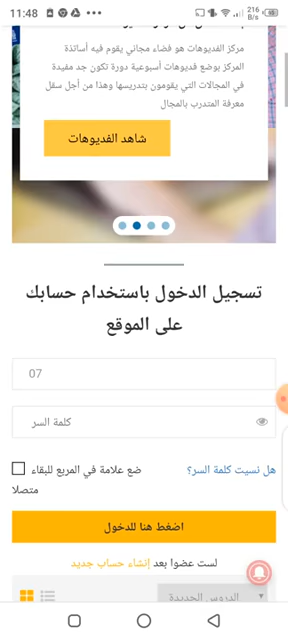 11:48
216 B/s
مركز الفديوهات هو فضاء مجاني يقوم فيه أساتذة
المركز بوضع فديوهات أسبوعية دورة تكون جد مفيدة
في المجالات التي يقومون بتدريسها وهذا من أجل سقل
معرفة المتدرب بالمجال
شاهد الفديوهات
تسجيل الدخول باستخدام حسابك
على الموقع
07
كلمة السر
هل نسيت كلمة السر؟
ضع علامة في المربع للبقاء
متصلا
اضغط هنا للدخول
لست عضوا بعد إنشاء حساب جديد
الدروس الجديدة